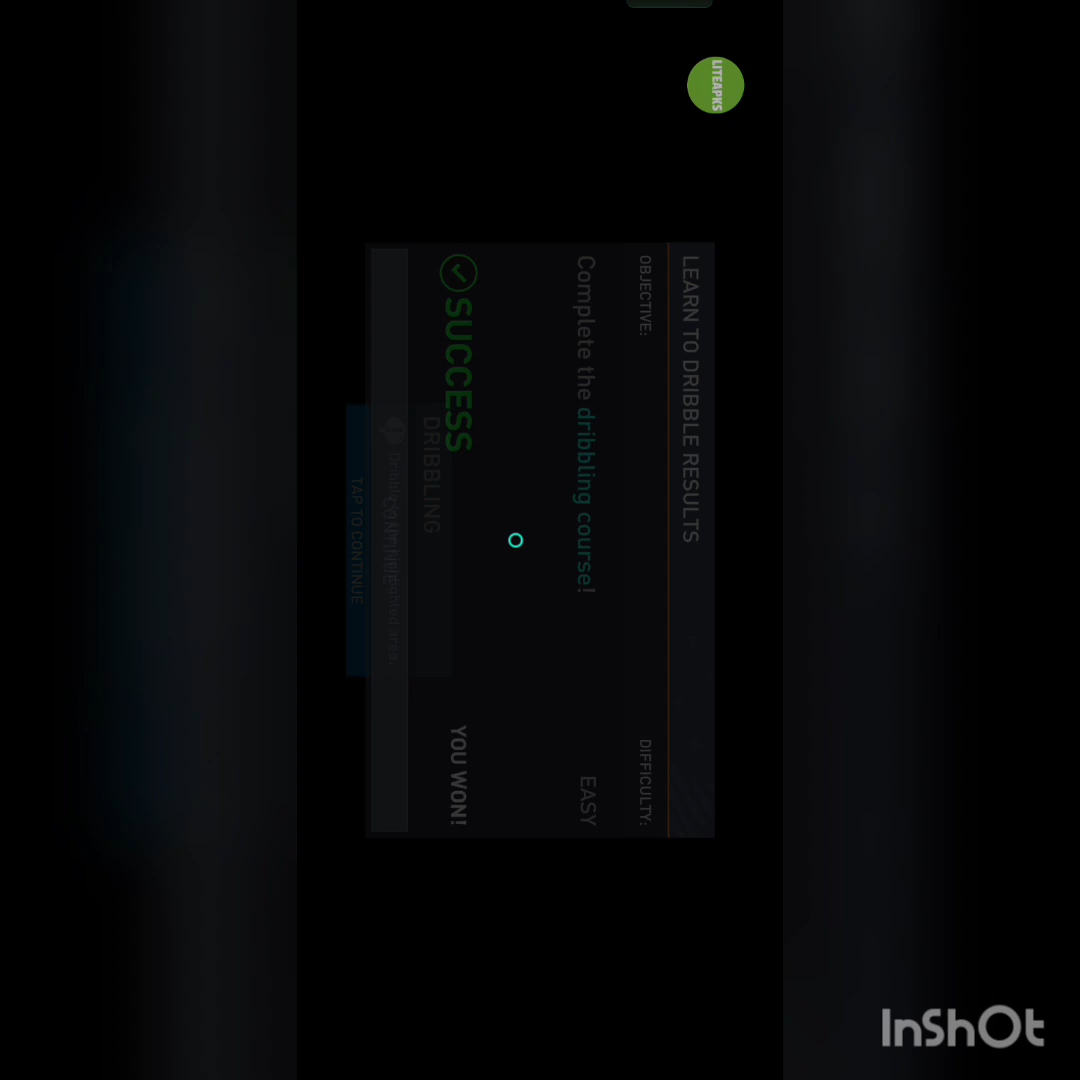 LITEAPKS
LEARN TO DRIBBLE RESULTS
OBJECTIVE:
DIFFICULTY:
Complete the dribbling course!
EASY
SUCCESS
YOU WON!
DRIBBLING
TAP TO CONTINUE
InShOt